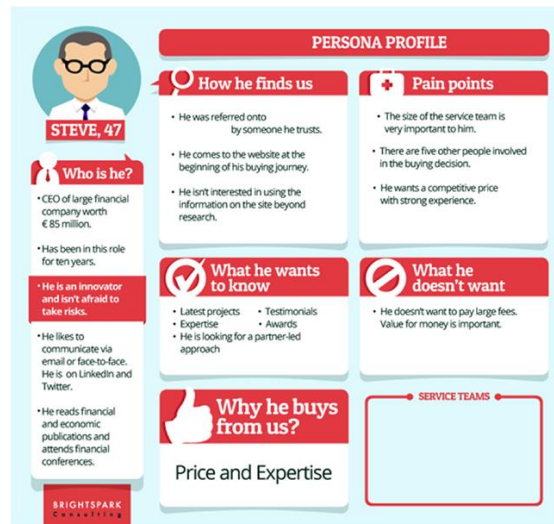 PERSONA PROFILE
STEVE, 47
Who is he?
• CEO of large financial
company worth
€ 85 million.
• Has been in this role
for ten years.
• He is an innovator
and isn't afraid to
take risks.
• He likes to
communicate via
email or face-to-face.
He is on LinkedIn and
Twitter.
• He reads financial
and economic
publications and
attends financial
conferences.
BRIGHTSPARK
Consulting
How he finds us
• He was referred onto
by someone he trusts.
• He comes to the website at the
beginning of his buying journey.
• He isn't interested in using the
information on the site beyond
research.
Pain points
• The size of the service team is
very important to him.
• There are five other people involved
in the buying decision.
• He wants a competitive price
with strong experience.
What he wants
to know
• Latest projects • Testimonials
• Expertise • Awards
• He is looking for a partner-led
approach
What he
doesn't want
• He doesn't want to pay large fees.
Value for money is important.
Why he buys
from us?
Price and Expertise
SERVICE TEAMS